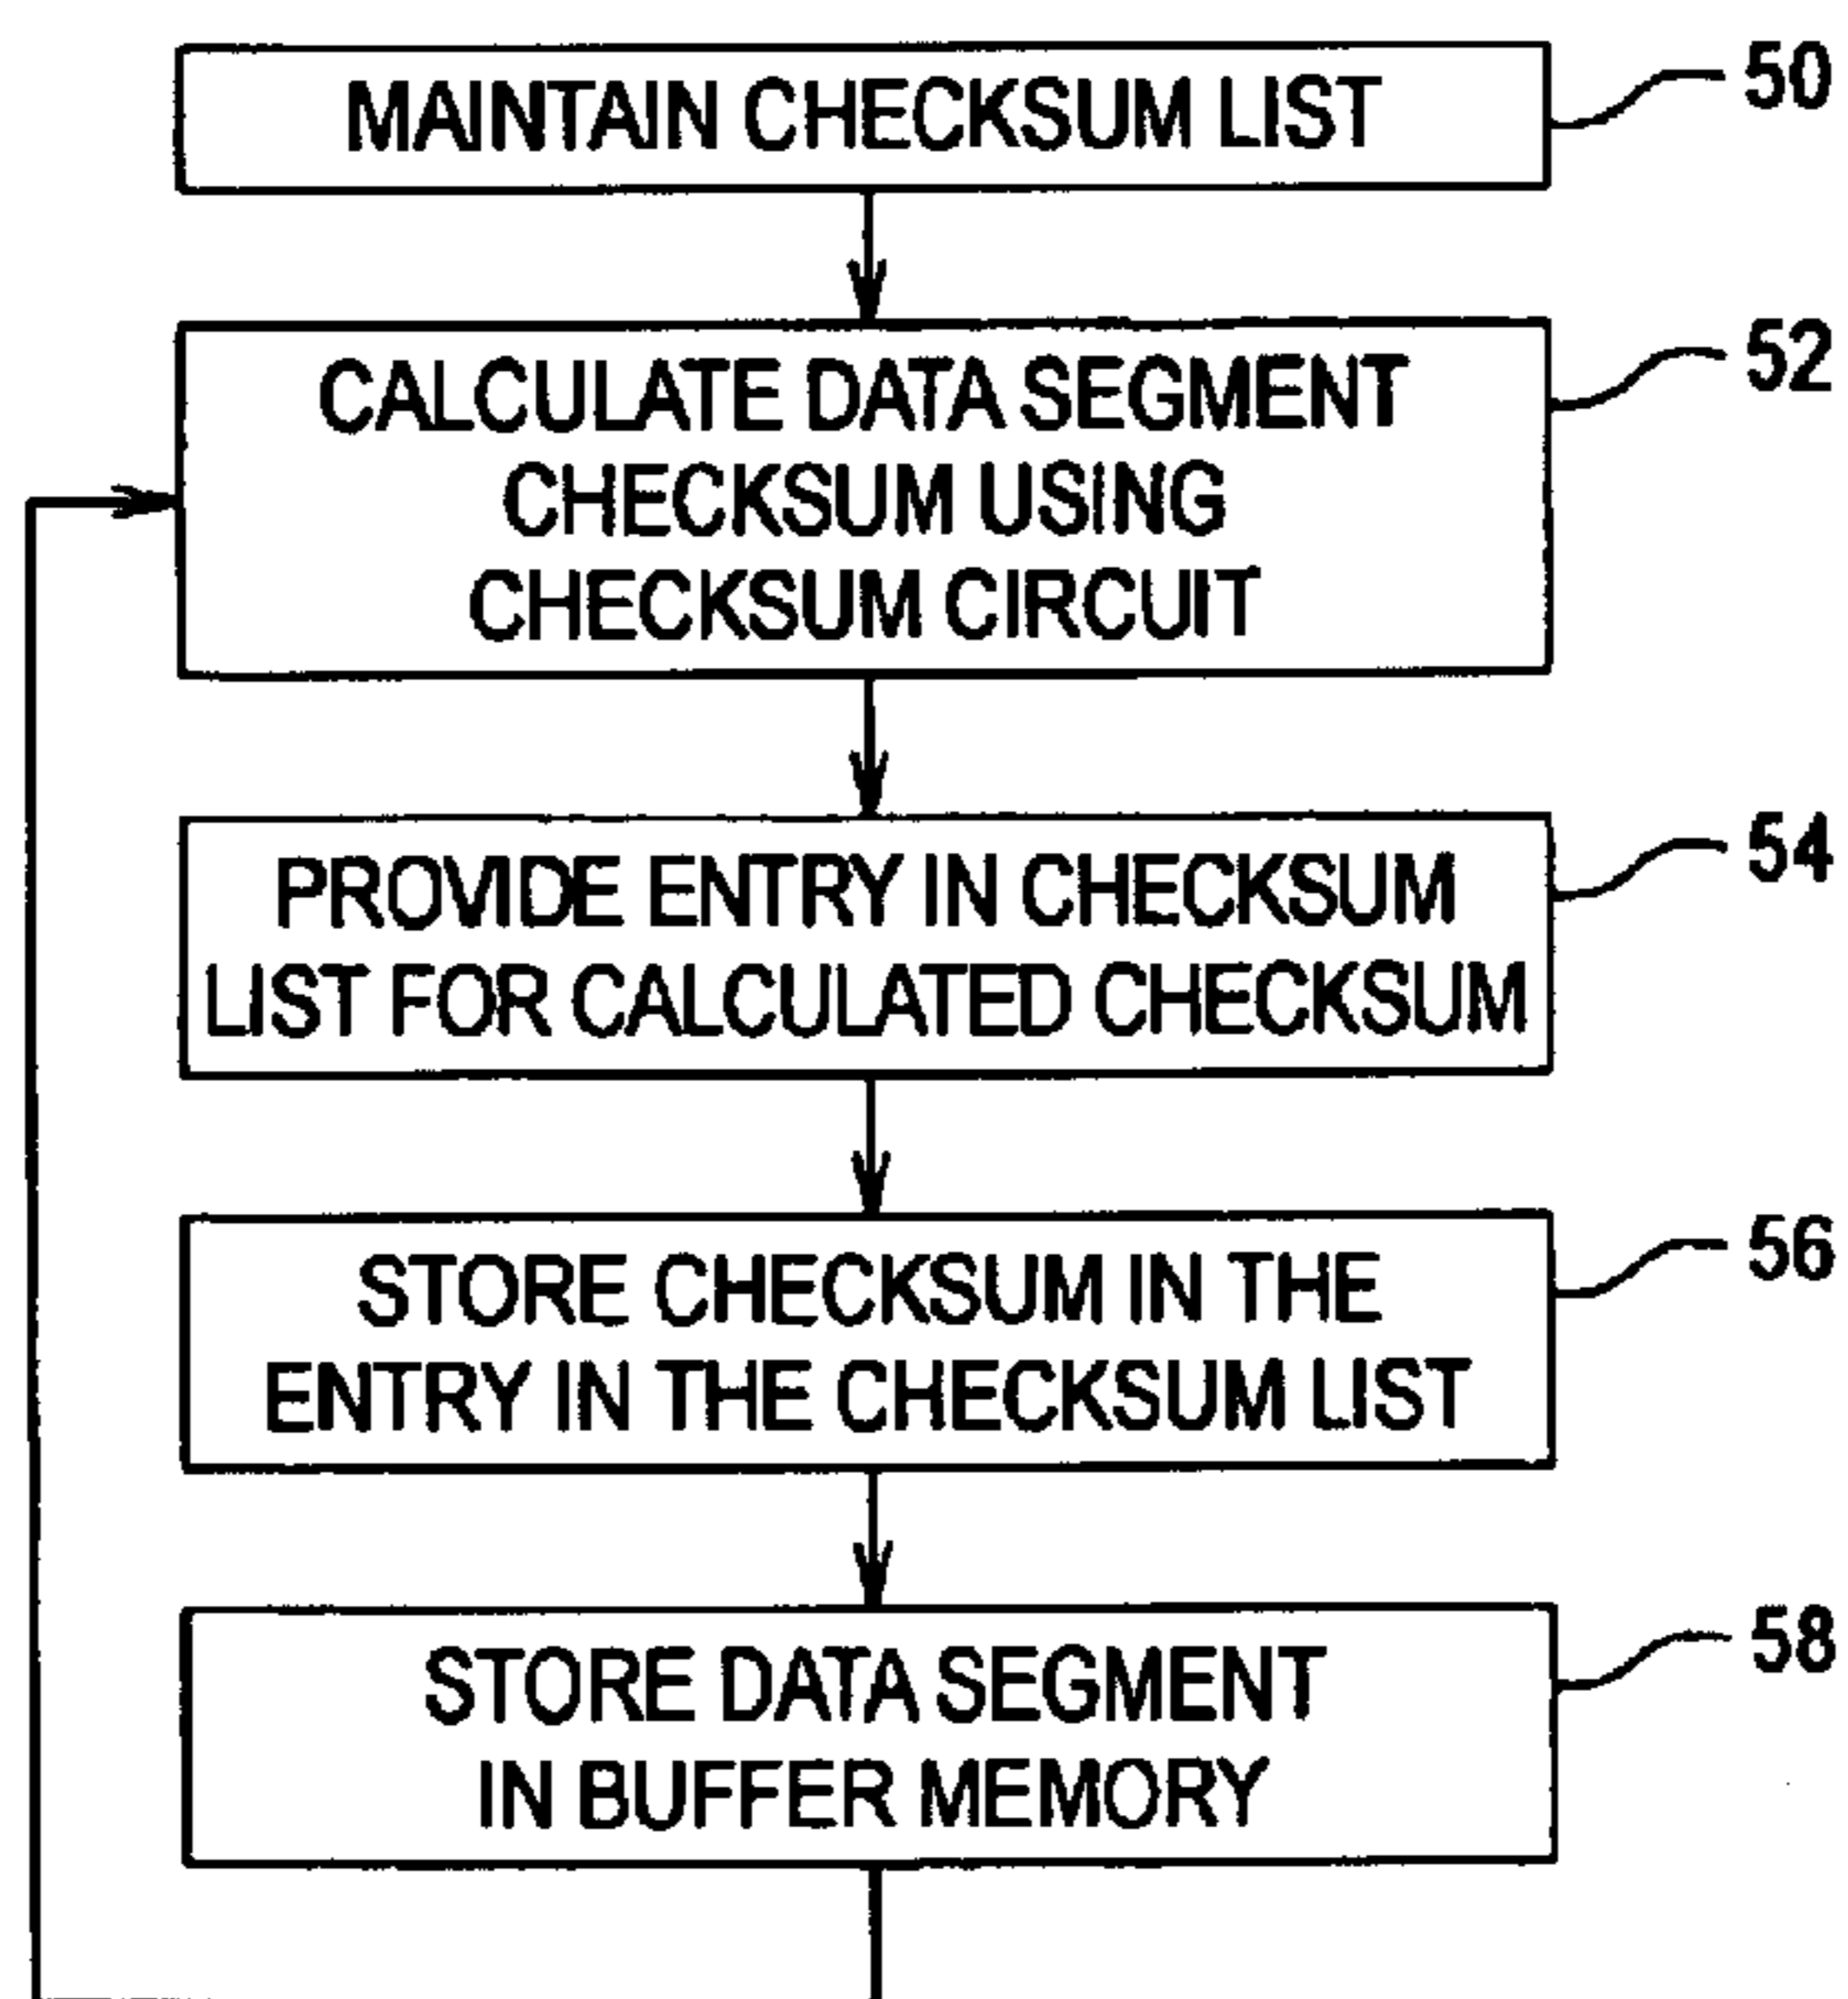 MAINTAIN CHECKSUM LIST
50
CALCULATE DATA SEGMENT
CHECKSUM USING
CHECKSUM CIRCUIT
52
PROVIDE ENTRY IN CHECKSUM
LIST FOR CALCULATED CHECKSUM
54
STORE CHECKSUM IN THE
ENTRY IN THE CHECKSUM LIST
56
STORE DATA SEGMENT
IN BUFFER MEMORY
58